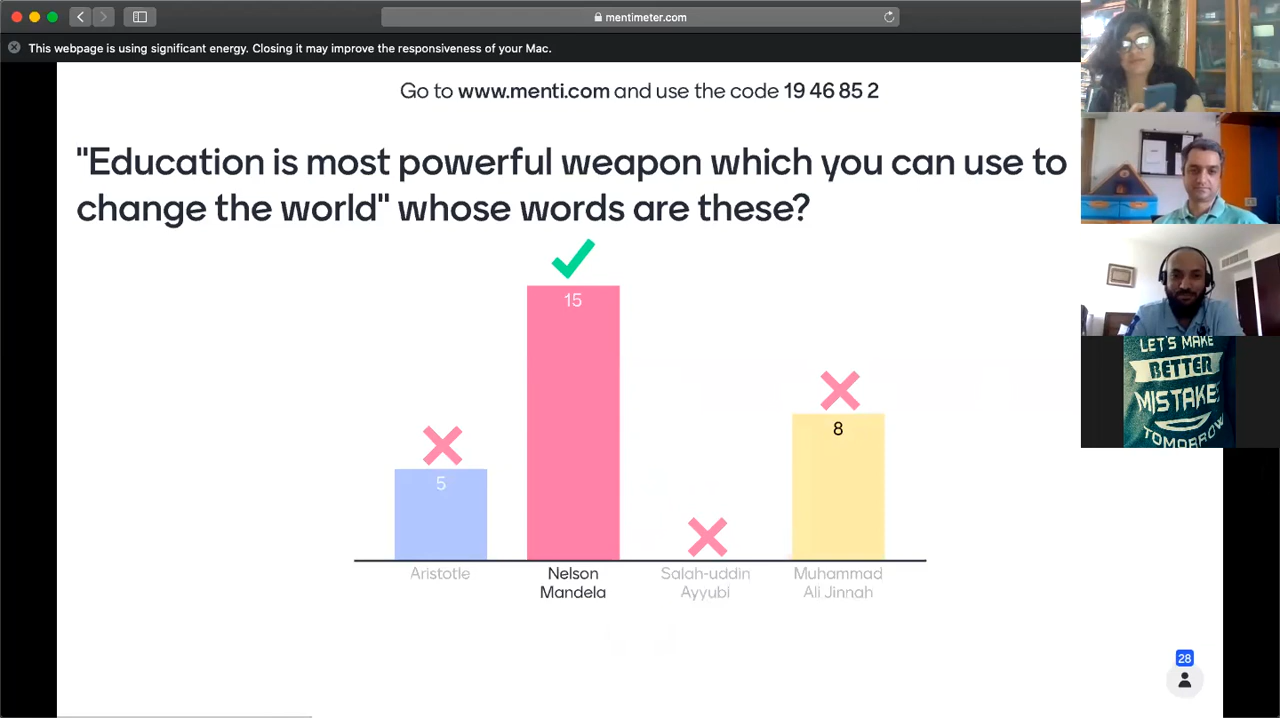 mentimeter.com
This webpage is using significant energy. Closing it may improve the responsiveness of your Mac.
Go to www.menti.com and use the code 19 46 85 2
"Education is most powerful weapon which you can use to
change the world" whose words are these?
15
8
5
Aristotle
Nelson
Mandela
Salah-uddin
Ayyubi
Muhammad
Ali Jinnah
28
LET'S MAKE
BETTER
MISTAKES
TOMORROW